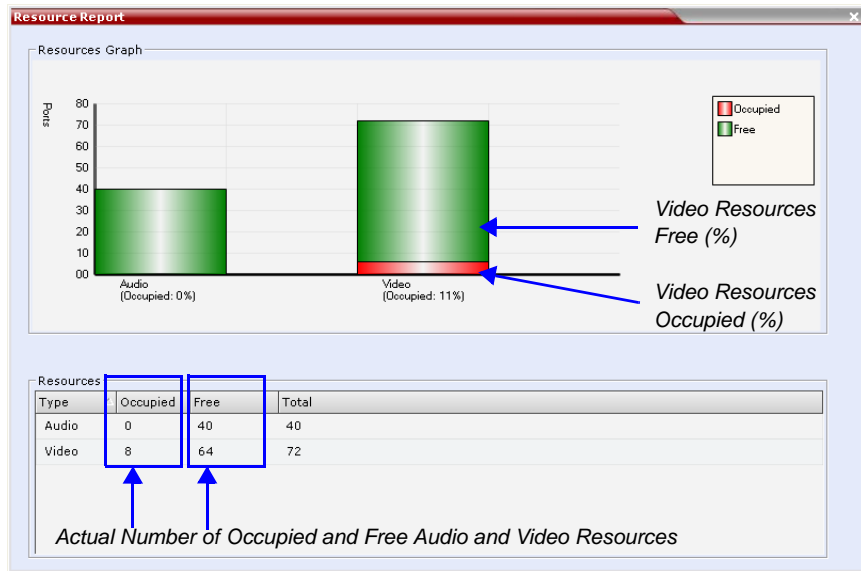 Resource Report
Resources Graph
Ports
80
70
60
50
40
30
20
10
00
Audio
(Occupied: 0%)
Video
(Occupied: 11%)
Occupied
Free
Video Resources
Free (%)
Video Resources
Occupied (%)
Resources
Type Occupied Free Total
Audio 0 40 40
Video 8 64 72
Actual Number of Occupied and Free Audio and Video Resources